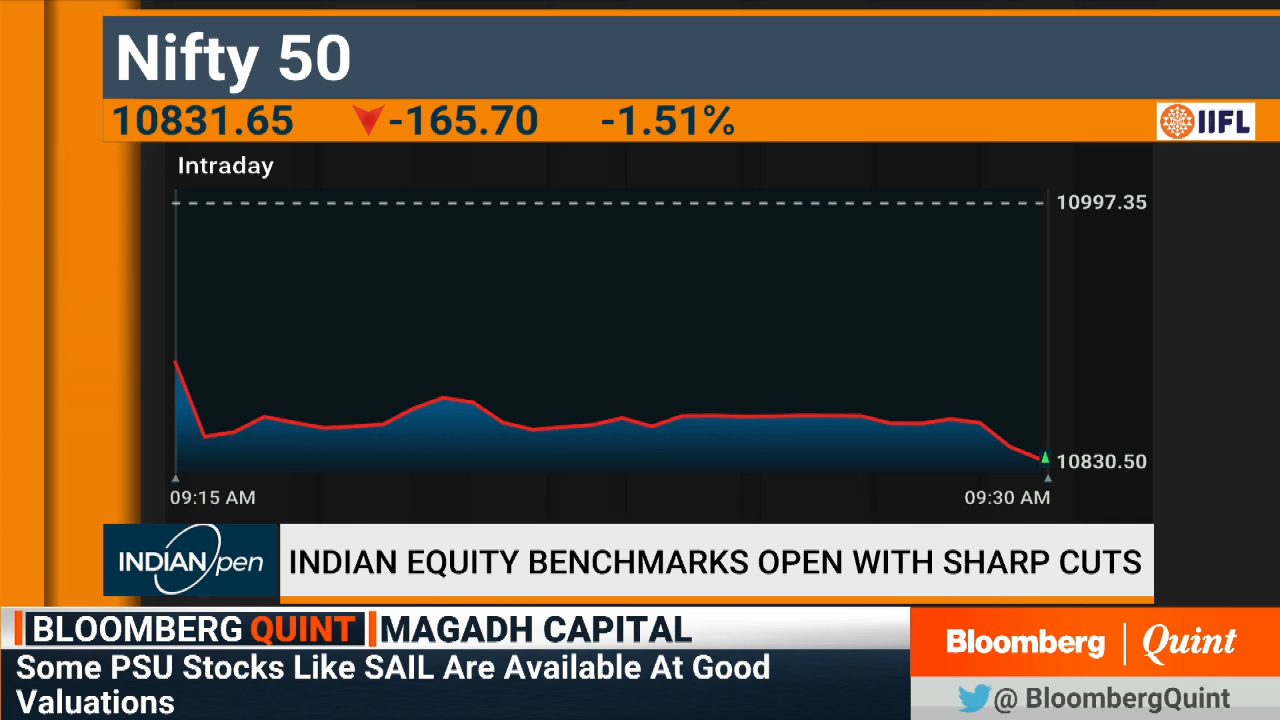 Nifty 50
10831.65 -165.70 -1.51%
IIFL
Intraday
10997.35
10830.50
09:15 AM 09:30 AM
INDIAN Open INDIAN EQUITY BENCHMARKS OPEN WITH SHARP CUTS
BLOOMBERG QUINT MAGADH CAPITAL
Some PSU Stocks Like SAIL Are Available At Good
Valuations
Bloomberg | Quint
@ BloombergQuint